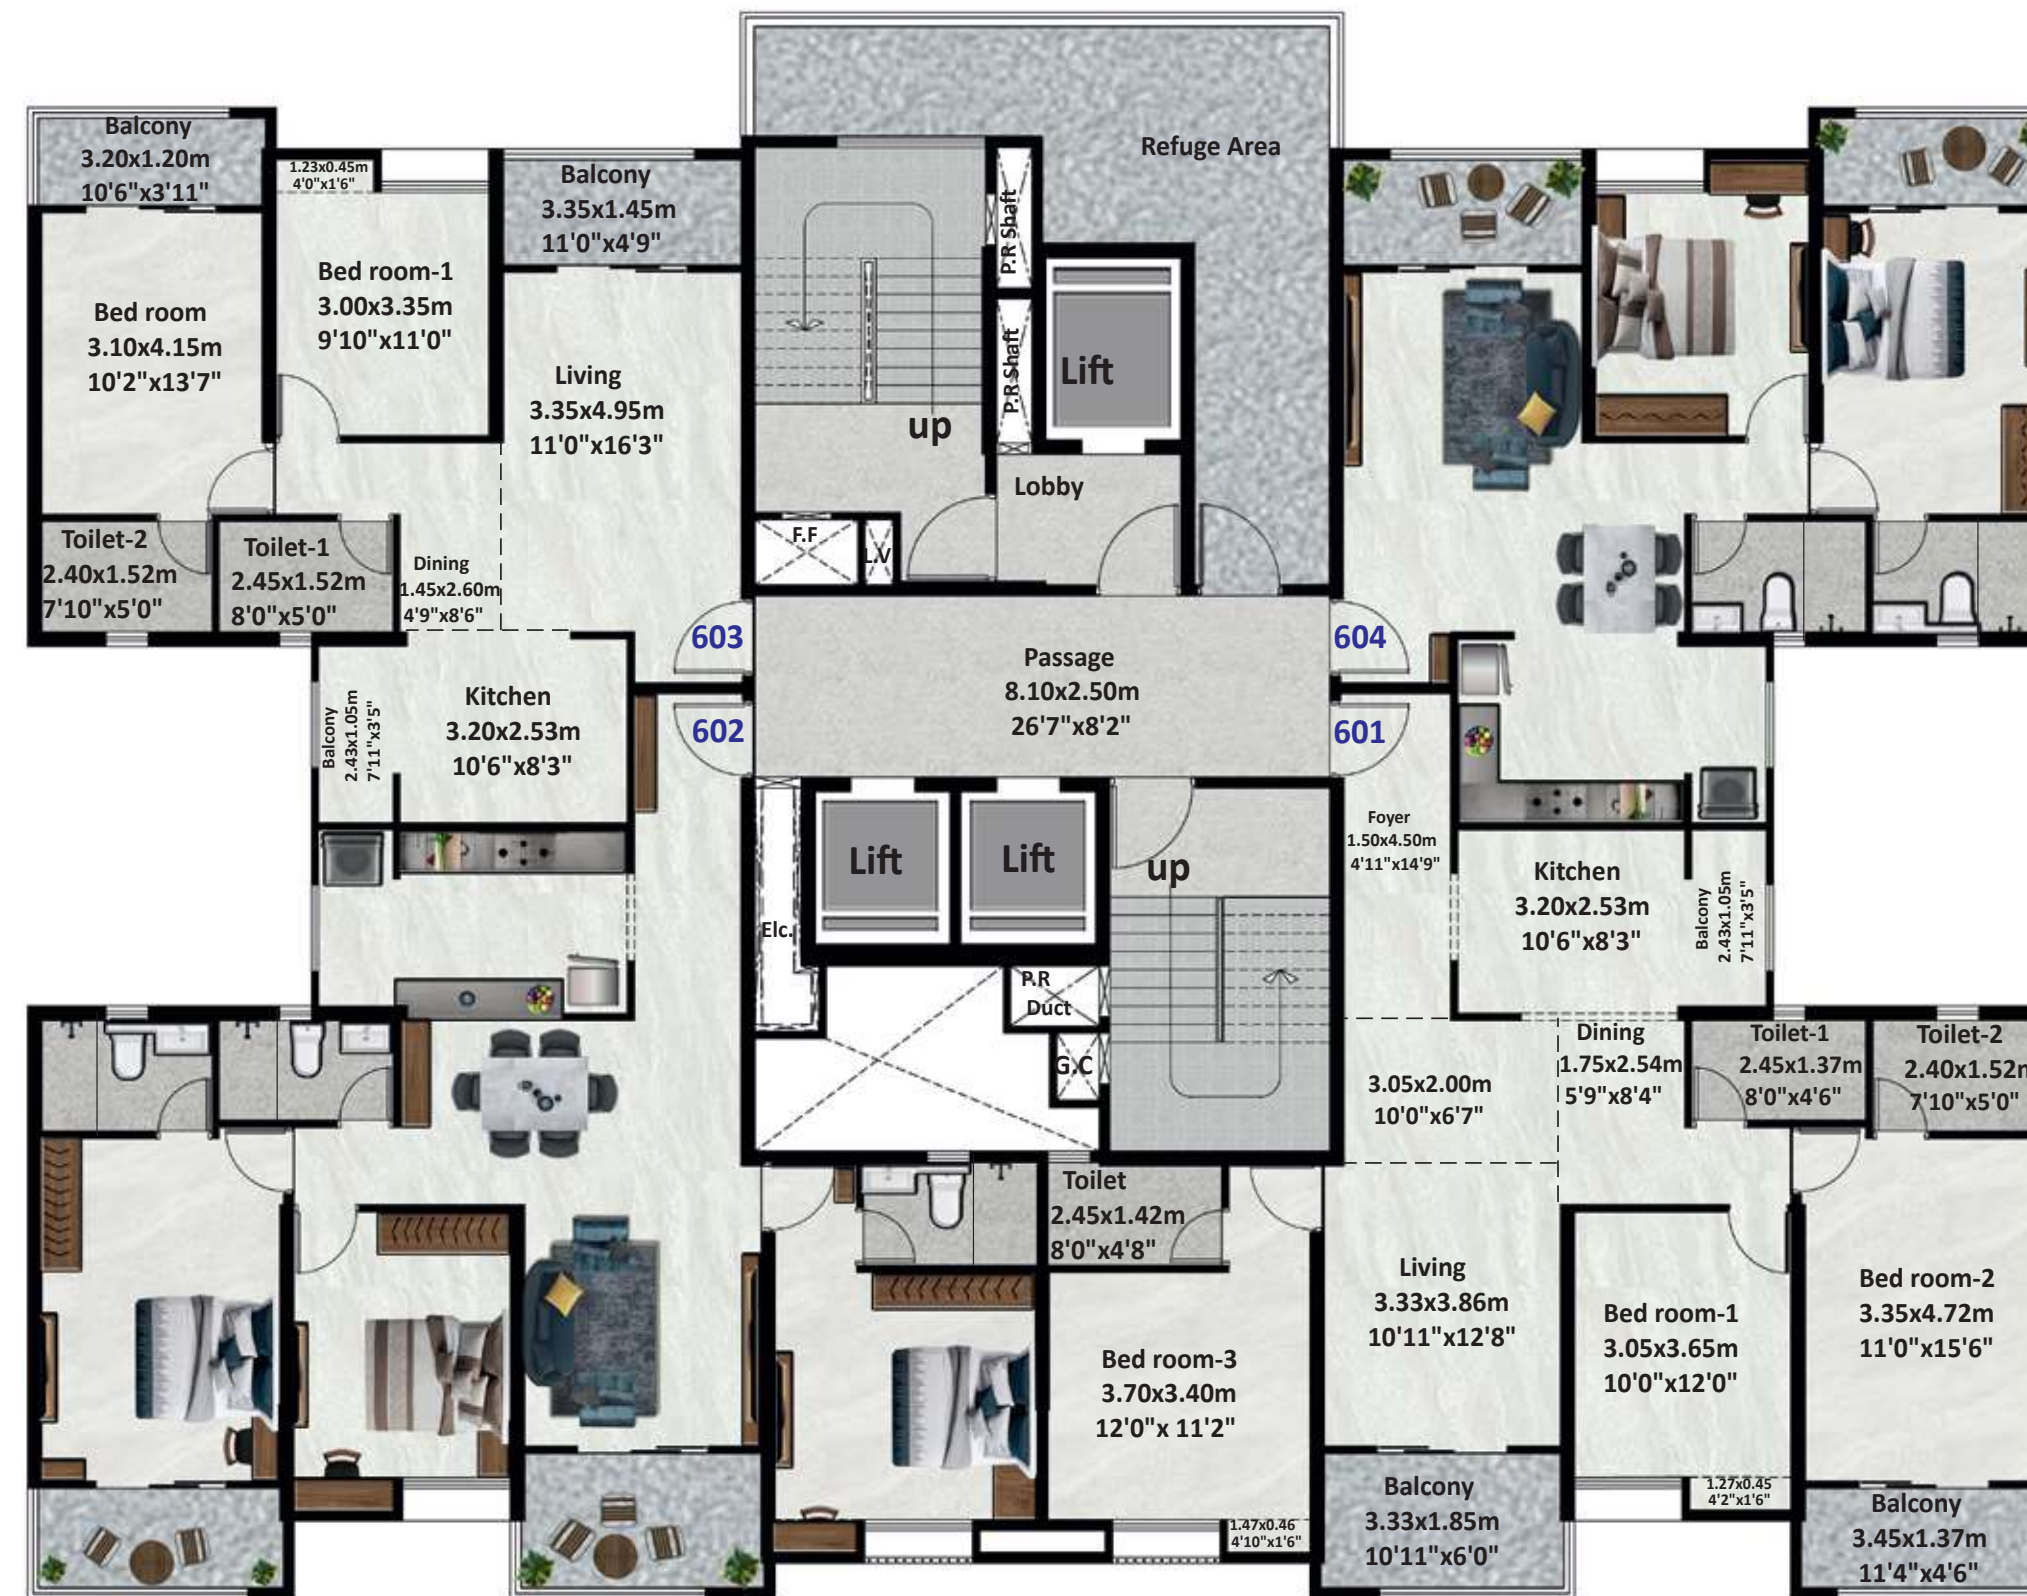 Refuge Area
Balcony
3.20x1.20m
10'6"x3'11"
1.23x0.45m
4'0"x1'6"
Balcony
3.35x1.45m
11'0"x4'9"
P.R Shaft
Bed room
3.10x4.15m
10'2"x13'7"
Bed room-1
3.00x3.35m
9'10"x11'0"
Living
3.35x4.95m
11'0"x16'3"
up
P.R Shaft
Lift
Lobby
Toilet-2
2.40x1.52m
7'10"x5'0"
Toilet-1
2.45x1.52m
8'0"x5'0"
Dining
1.45x2.60m
4'9"x8'6"
F.F
L.V
603
604
Passage
8.10x2.50m
26'7"x8'2"
602
601
Balcony
2.43x1.05m
7'11"x3'5"
Kitchen
3.20x2.53m
10'6"x8'3"
Elc.
Lift
Lift
up
Foyer
1.50x4.50m
4'11"x14'9"
Kitchen
3.20x2.53m
10'6"x8'3"
Balcony
2.43x1.05m
7'11"x3'5"
P.R
Duct
G.C
3.05x2.00m
10'0"x6'7"
Dining
1.75x2.54m
5'9"x8'4"
Toilet-1
2.45x1.37m
8'0"x4'6"
Toilet-2
2.40x1.52m
7'10"x5'0"
Toilet
2.45x1.42m
8'0"x4'8"
Living
3.33x3.86m
10'11"x12'8"
Bed room-3
3.70x3.40m
12'0"x 11'2"
Bed room-1
3.05x3.65m
10'0"x12'0"
Bed room-2
3.35x4.72m
11'0"x15'6"
1.47x0.46
4'10"x1'6"
Balcony
3.33x1.85m
10'11"x6'0"
1.27x0.45
4'2"x1'6"
Balcony
3.45x1.37m
11'4"x4'6"